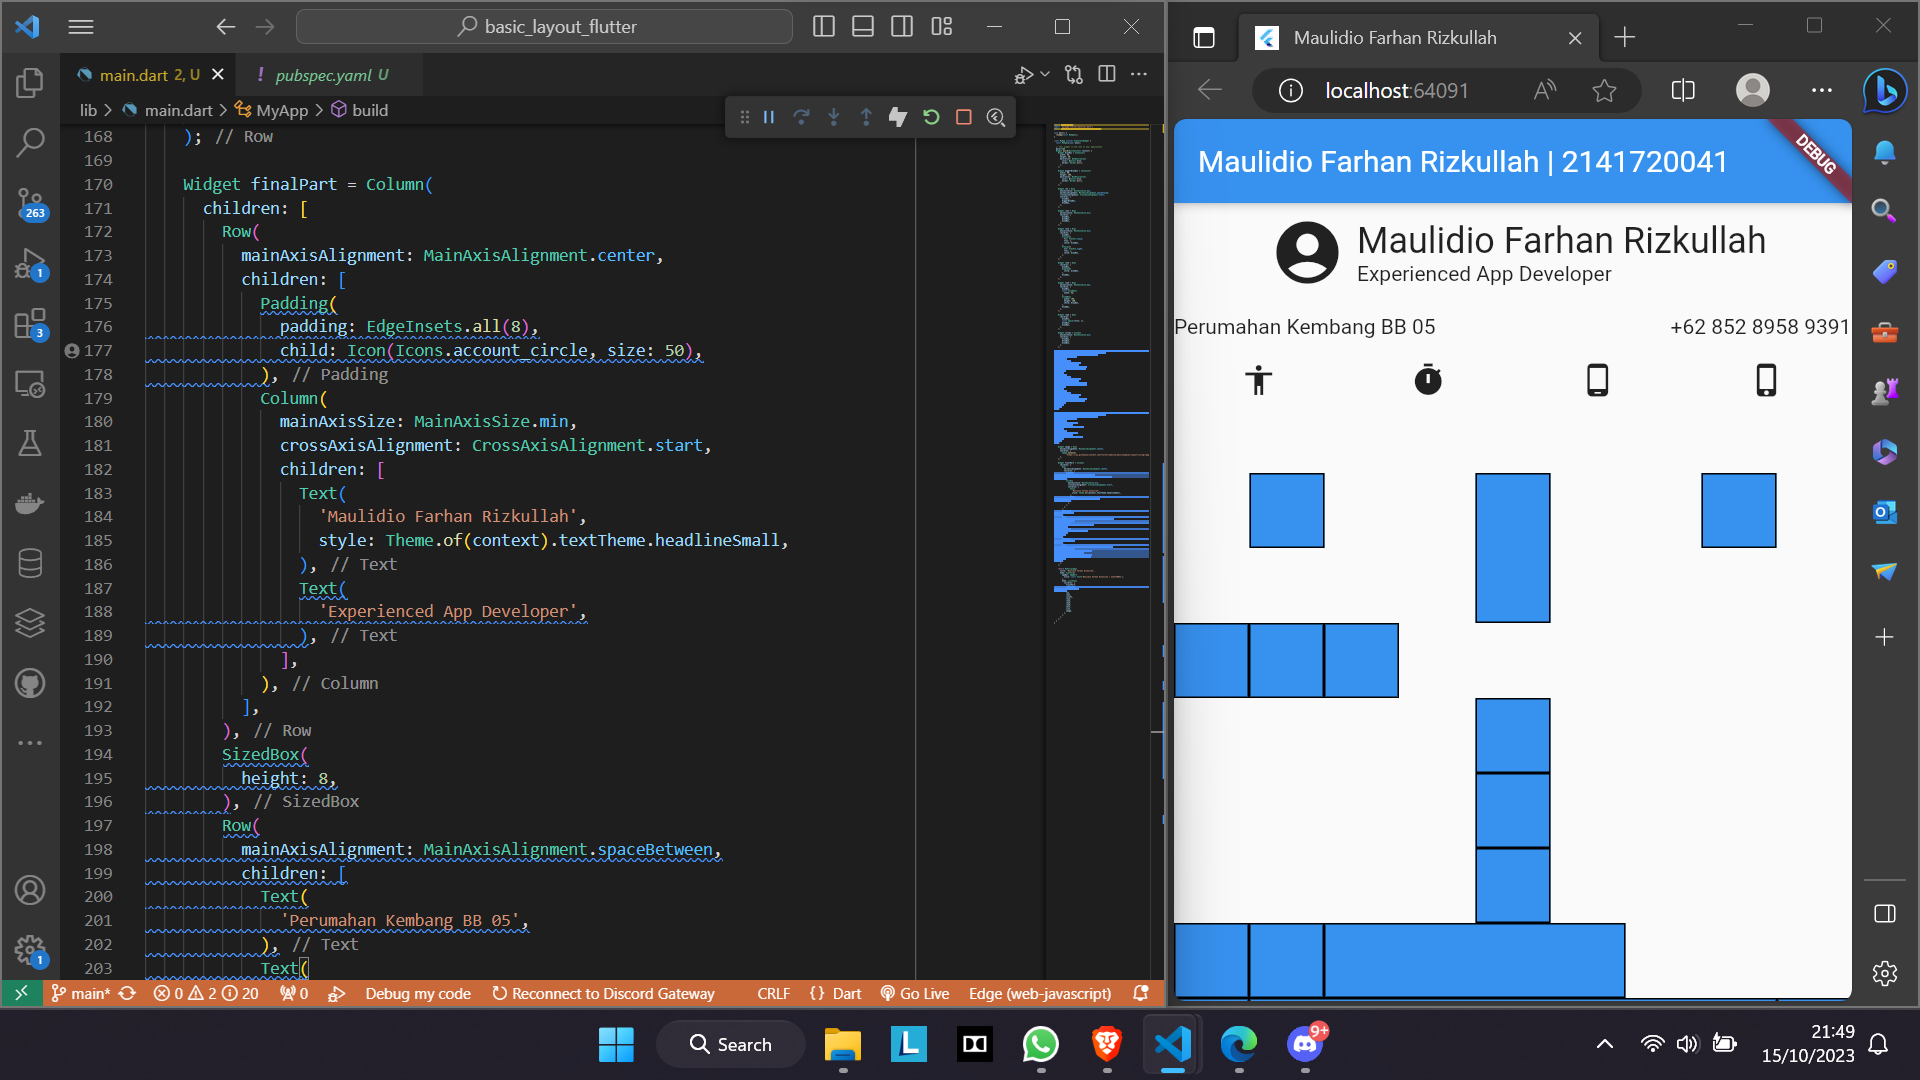 basic_layout_flutter
main.dart 2, U
! pubspec.yaml U
lib > main.dart > MyApp > build
168 ); // Row
169
170 Widget finalPart = Column(
171 children: [
172 Row(
173 mainAxisAlignment: MainAxisAlignment.center,
174 children: [
175 Padding(
176 padding: EdgeInsets.all(8),
177 child: Icon(Icons.account_circle, size: 50),
178 ), // Padding
179 Column(
180 mainAxisSize: MainAxisSize.min,
181 crossAxisAlignment: CrossAxisAlignment.start,
182 children: [
183 Text(
184 'Maulidio Farhan Rizkullah',
185 style: Theme.of(context).textTheme.headlineSmall,
186 ), // Text
187 Text(
188 'Experienced App Developer',
189 ), // Text
190 ],
191 ), // Column
192 ],
193 ), // Row
194 SizedBox(
195 height: 8,
196 ), // SizedBox
197 Row(
198 mainAxisAlignment: MainAxisAlignment.spaceBetween,
199 children: [
200 Text(
201 'Perumahan Kembang BB 05',
202 ), // Text
203 Text(
263
1
3
1
main* 0 2 20 0 Debug my code Reconnect to Discord Gateway CRLF {} Dart Go Live Edge (web-javascript)
Maulidio Farhan Rizkullah
localhost:64091
Maulidio Farhan Rizkullah | 2141720041
DEBUG
Maulidio Farhan Rizkullah
Experienced App Developer
Perumahan Kembang BB 05 +62 852 8958 9391
Search
L
9+
21:49
15/10/2023